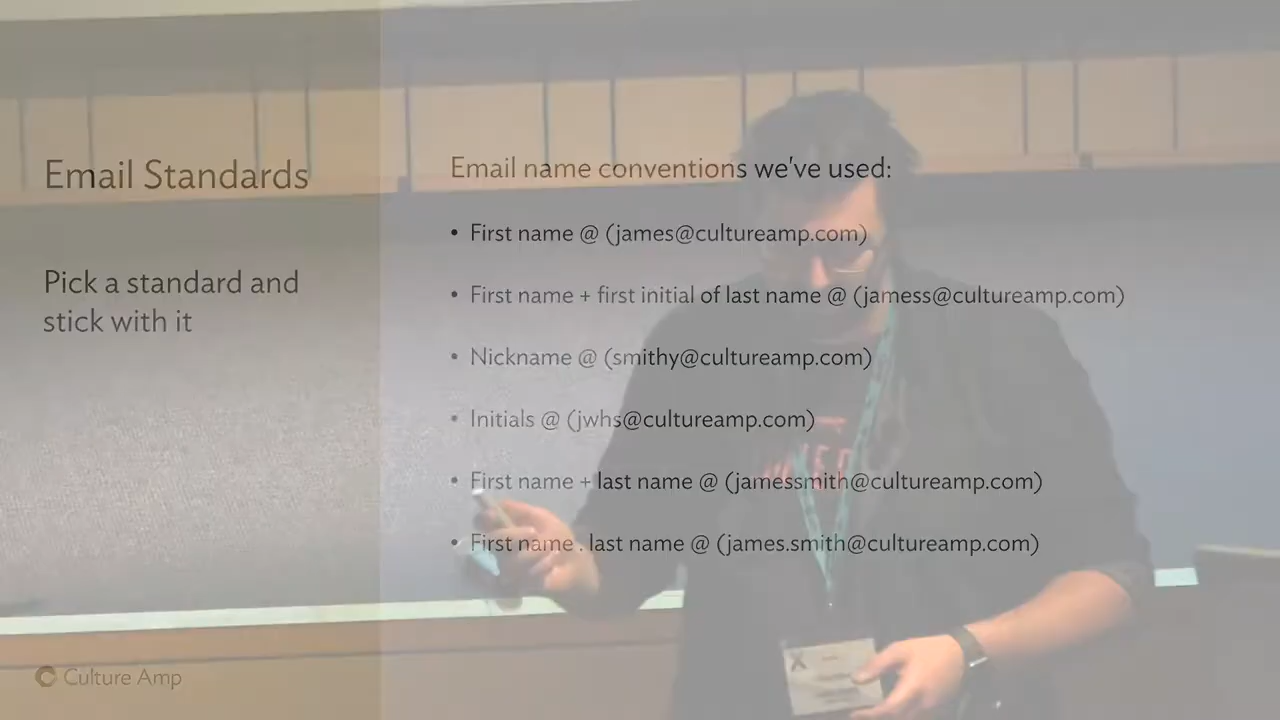 Email Standards
Pick a standard and
stick with it
Email name conventions we've used:
• First name @ (james@cultureamp.com)
• First name + first initial of last name @ (jamess@cultureamp.com)
• Nickname @ (smithy@cultureamp.com)
• Initials @ (jwhs@cultureamp.com)
• First name + last name @ (jamessmith@cultureamp.com)
• First name . last name @ (james.smith@cultureamp.com)
Culture Amp